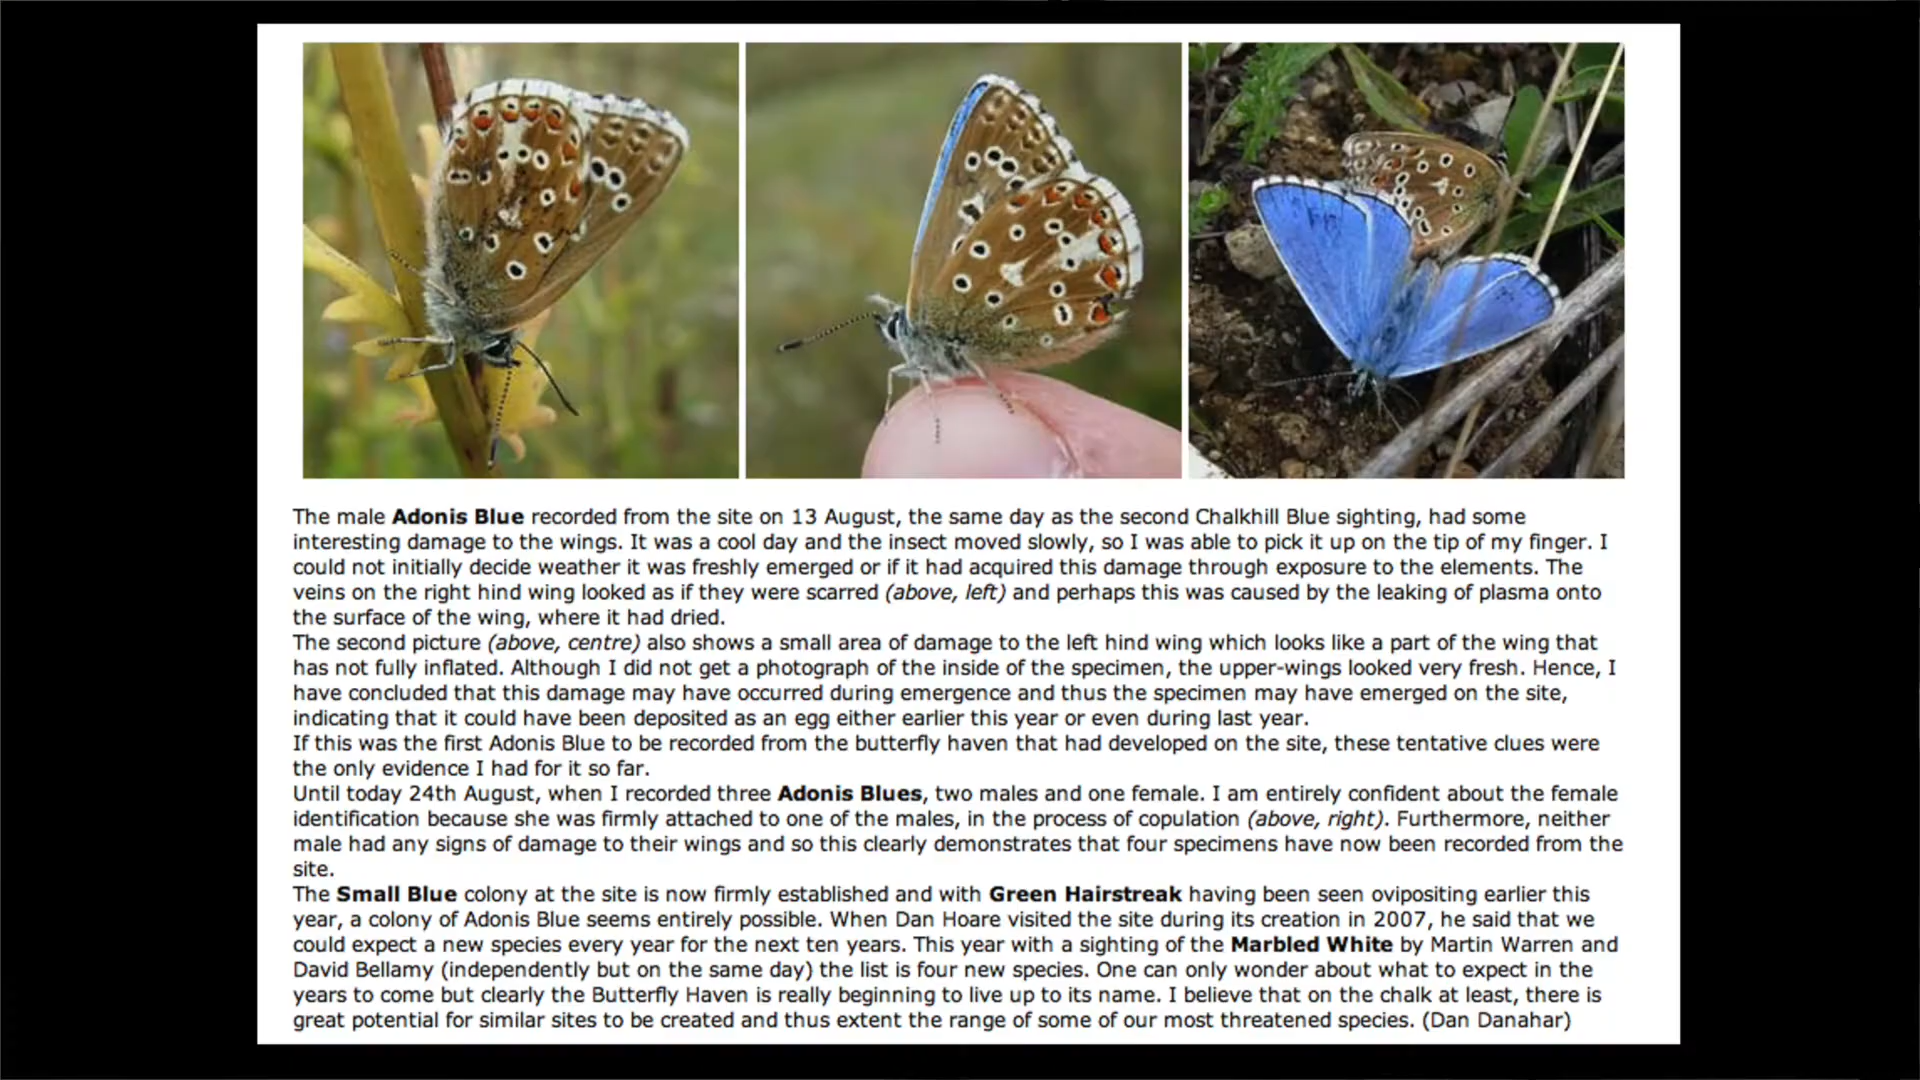 The male Adonis Blue recorded from the site on 13 August, the same day as the second Chalkhill Blue sighting, had some
interesting damage to the wings. It was a cool day and the insect moved slowly, so I was able to pick it up on the tip of my finger. I
could not initially decide weather it was freshly emerged or if it had acquired this damage through exposure to the elements. The
veins on the right hind wing looked as if they were scarred (above, left) and perhaps this was caused by the leaking of plasma onto
the surface of the wing, where it had dried.
The second picture (above, centre) also shows a small area of damage to the left hind wing which looks like a part of the wing that
has not fully inflated. Although I did not get a photograph of the inside of the specimen, the upper-wings looked very fresh. Hence, I
have concluded that this damage may have occurred during emergence and thus the specimen may have emerged on the site,
indicating that it could have been deposited as an egg either earlier this year or even during last year.
If this was the first Adonis Blue to be recorded from the butterfly haven that had developed on the site, these tentative clues were
the only evidence I had for it so far.
Until today 24th August, when I recorded three Adonis Blues, two males and one female. I am entirely confident about the female
identification because she was firmly attached to one of the males, in the process of copulation (above, right). Furthermore, neither
male had any signs of damage to their wings and so this clearly demonstrates that four specimens have now been recorded from the
site.
The Small Blue colony at the site is now firmly established and with Green Hairstreak having been seen ovipositing earlier this
year, a colony of Adonis Blue seems entirely possible. When Dan Hoare visited the site during its creation in 2007, he said that we
could expect a new species every year for the next ten years. This year with a sighting of the Marbled White by Martin Warren and
David Bellamy (independently but on the same day) the list is four new species. One can only wonder about what to expect in the
years to come but clearly the Butterfly Haven is really beginning to live up to its name. I believe that on the chalk at least, there is
great potential for similar sites to be created and thus extent the range of some of our most threatened species. (Dan Danahar)